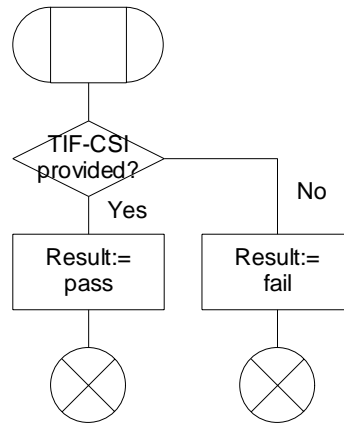 TIF-CSI
provided?
Yes
No
Result:=
pass
Result:=
fail